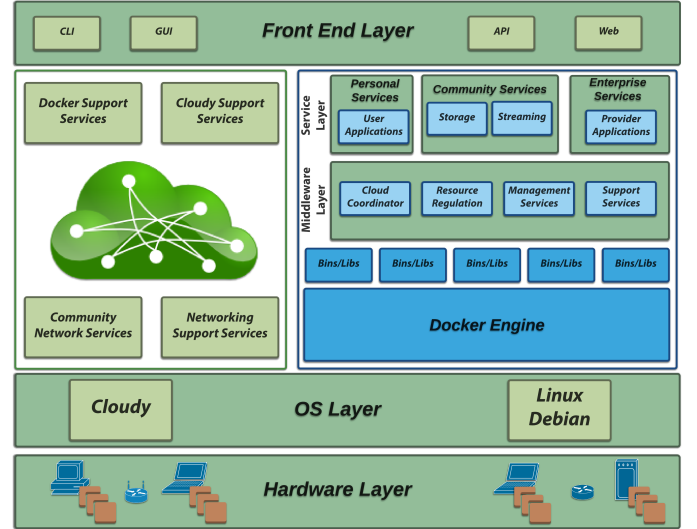 CLI
GUI
Front End Layer
API
Web
Docker Support
Services
Cloudy Support
Services
Community
Network Services
Networking
Support Services
Service
Layer
Personal
Services
User
Applications
Community Services
Storage
Streaming
Enterprise
Services
Provider
Applications
Middleware
Layer
Cloud
Coordinator
Resource
Regulation
Management
Services
Support
Services
Bins/Libs
Bins/Libs
Bins/Libs
Bins/Libs
Bins/Libs
Docker Engine
Cloudy
OS Layer
Linux
Debian
Hardware Layer